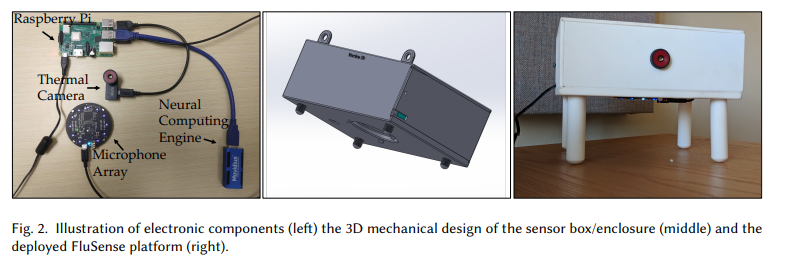 Raspberry Pi
Thermal
Camera
Neural
Computing
Engine
Microphone
Array
Movidius
Fig. 2. Illustration of electronic components (left) the 3D mechanical design of the sensor box/enclosure (middle) and the
deployed FluSense platform (right).